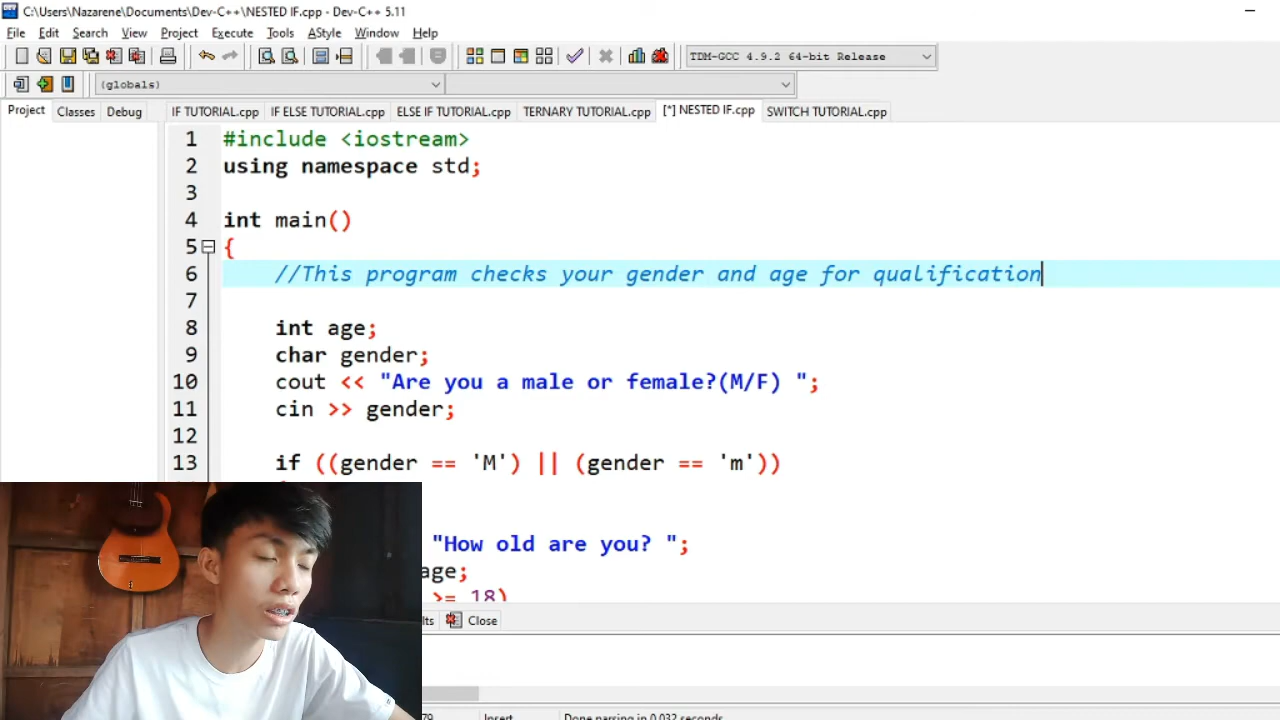 C:\Users\Nazarene\Documents\Dev-C++\NESTED IF.cpp - Dev-C++ 5.11
File Edit Search View Project Execute Tools AStyle Window Help
TDM-GCC 4.9.2 64-bit Release
(globals)
Project Classes Debug IF TUTORIAL.cpp IF ELSE TUTORIAL.cpp ELSE IF TUTORIAL.cpp TERNARY TUTORIAL.cpp [*] NESTED IF.cpp SWITCH TUTORIAL.cpp
1 #include <iostream>
2 using namespace std;
3
4 int main()
5 {
6 //This program checks your gender and age for qualification
7
8 int age;
9 char gender;
10 cout << "Are you a male or female?(M/F) ";
11 cin >> gender;
12
13 if ((gender == 'M') || (gender == 'm'))
"How old are you? ";
age;
>= 18)
lts Close
79 Insert Done parsing in 0.032 seconds